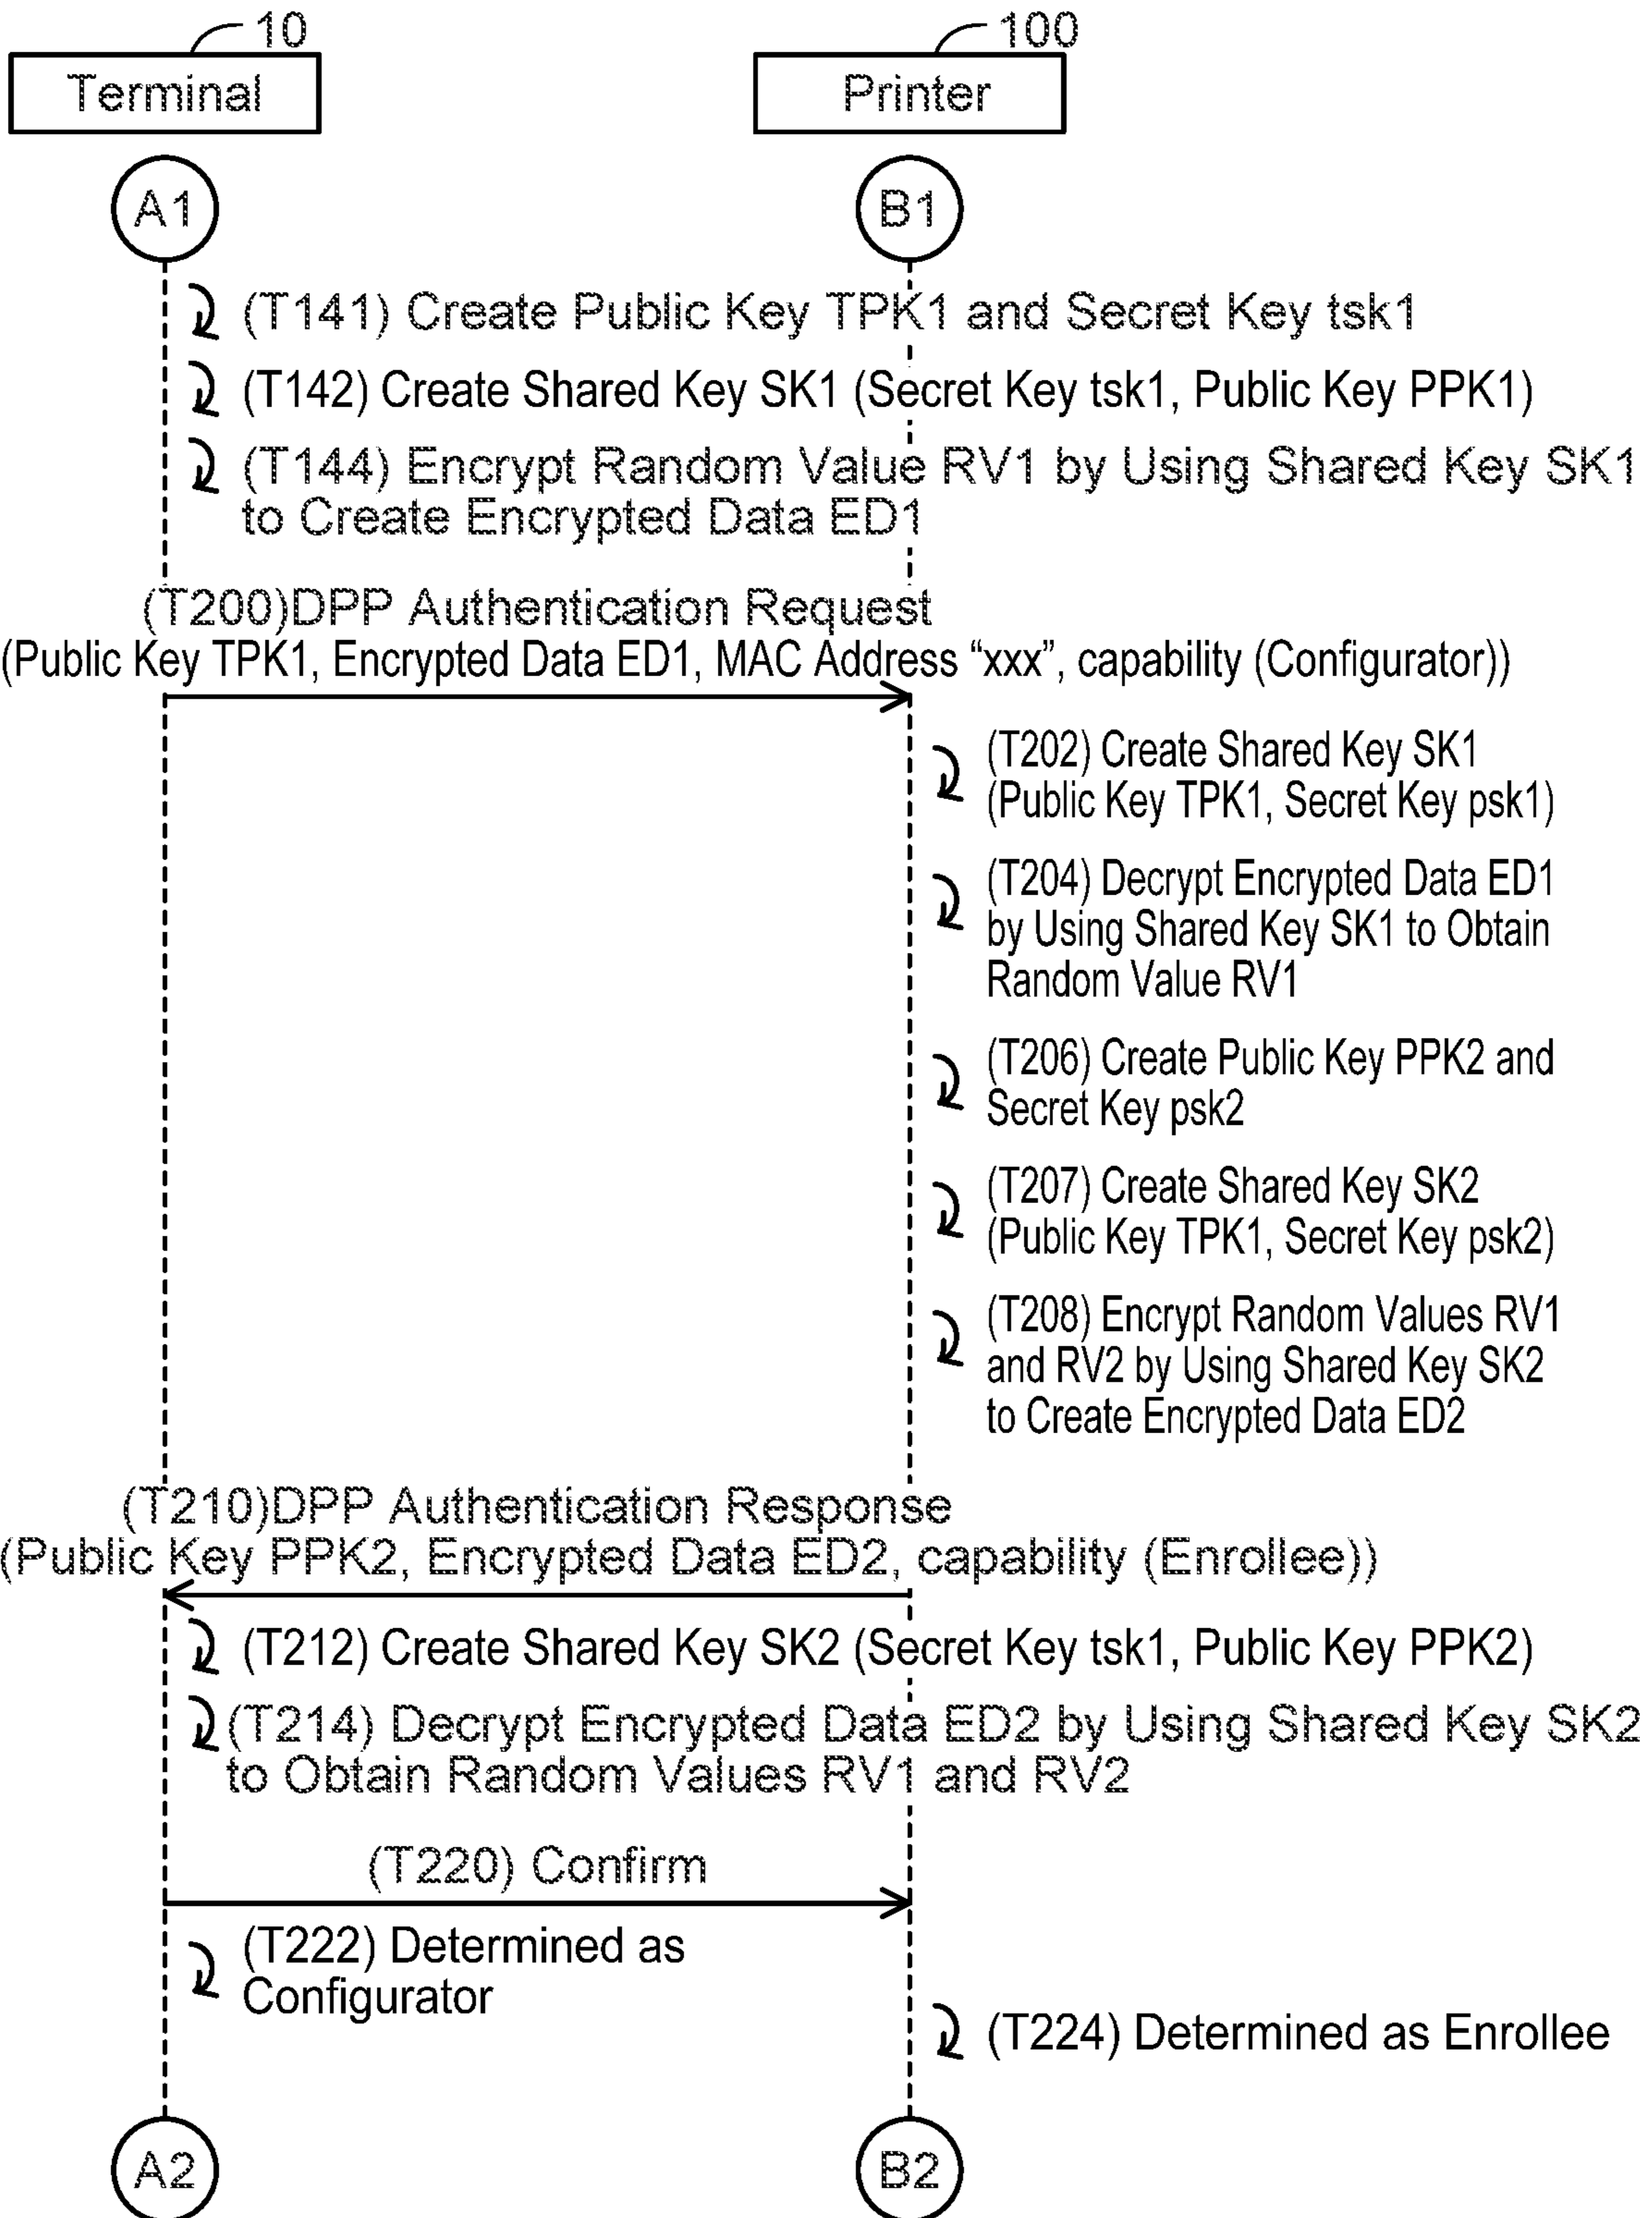 10
100
Terminal
Printer
A1
B1
(T141) Create Public Key TPK1 and Secret Key tsk1
(T142) Create Shared Key SK1 (Secret Key tsk1, Public Key PPK1)
(T144) Encrypt Random Value RV1 by Using Shared Key SK1
to Create Encrypted Data ED1
(T200)DPP Authentication Request
(Public Key TPK1, Encrypted Data ED1, MAC Address “xxx”, capability (Configurator))
(T202) Create Shared Key SK1
(Public Key TPK1, Secret Key psk1)
(T204) Decrypt Encrypted Data ED1
by Using Shared Key SK1 to Obtain
Random Value RV1
(T206) Create Public Key PPK2 and
Secret Key psk2
(T207) Create Shared Key SK2
(Public Key TPK1, Secret Key psk2)
(T208) Encrypt Random Values RV1
and RV2 by Using Shared Key SK2
to Create Encrypted Data ED2
(T210)DPP Authentication Response
(Public Key PPK2, Encrypted Data ED2, capability (Enrollee))
(T212) Create Shared Key SK2 (Secret Key tsk1, Public Key PPK2)
(T214) Decrypt Encrypted Data ED2 by Using Shared Key SK2
to Obtain Random Values RV1 and RV2
(T220) Confirm
(T222) Determined as
Configurator
(T224) Determined as Enrollee
A2
B2